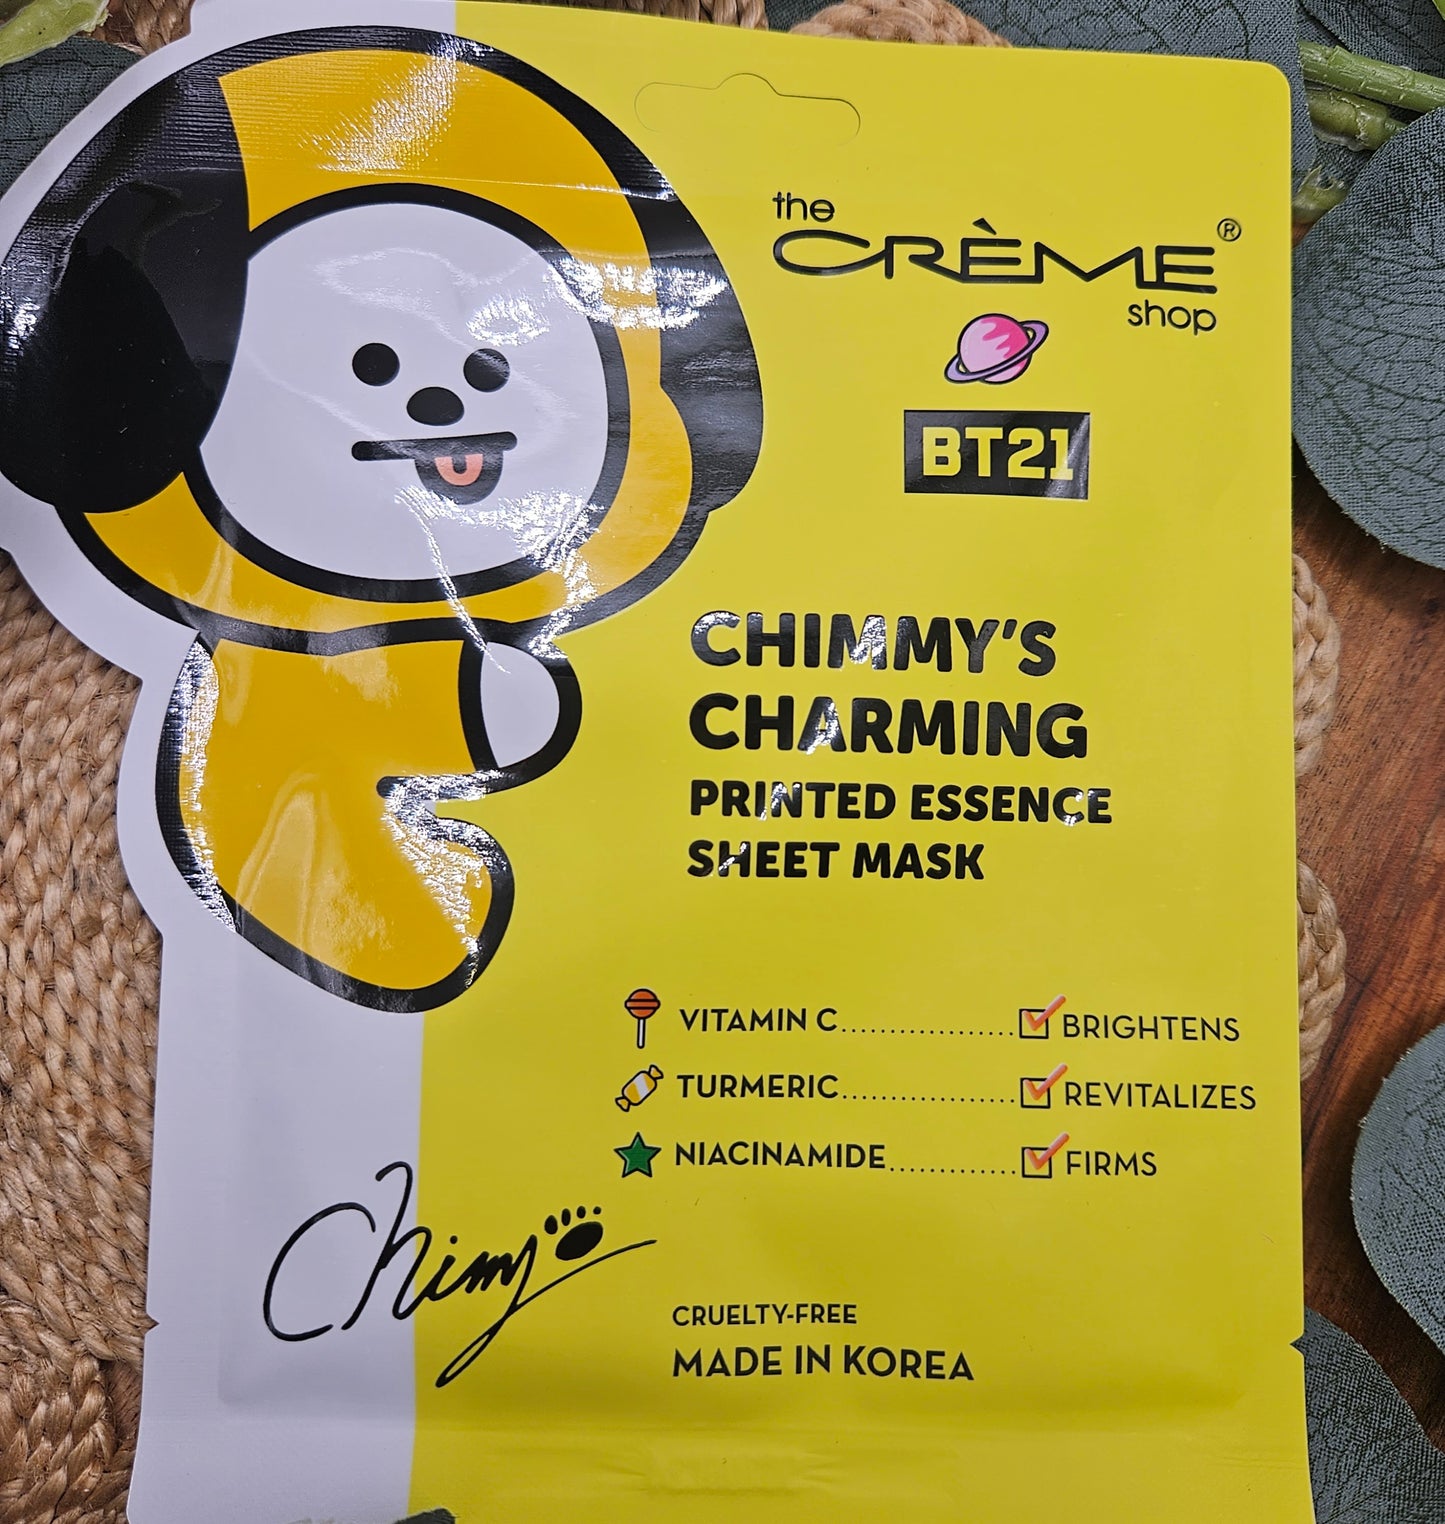 the
CRÈME®
shop
BT21
CHIMMY'S
CHARMING
PRINTED ESSENCE
SHEET MASK
VITAMIN C.................. BRIGHTENS
TURMERIC.................. REVITALIZES
NIACINAMIDE............. FIRMS
Chimmy
CRUELTY-FREE
MADE IN KOREA